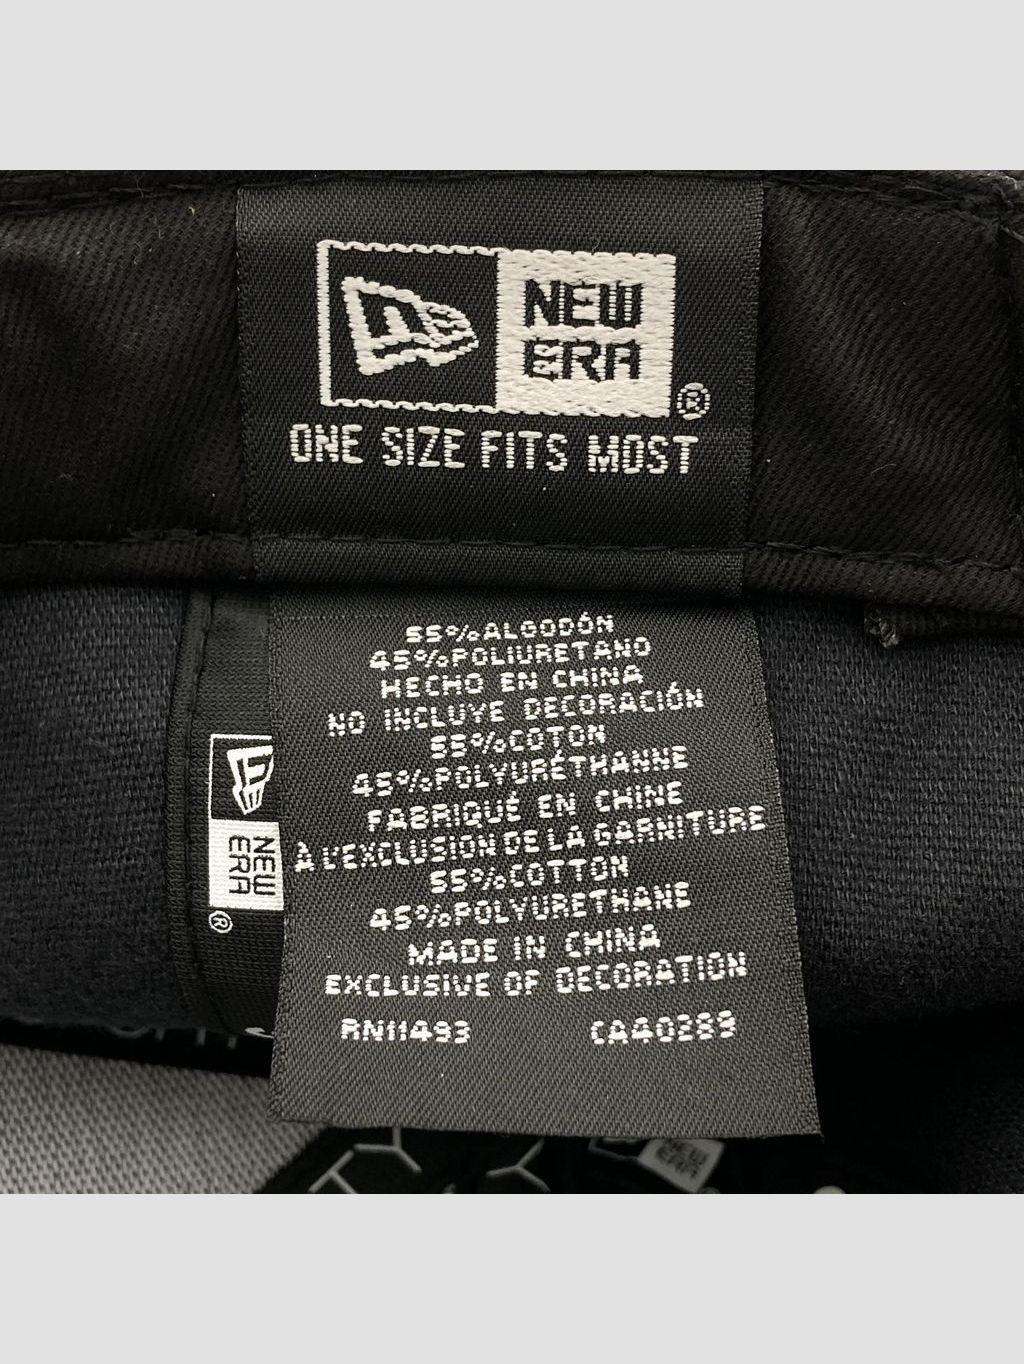 NEW
ERA
®
ONE SIZE FITS MOST
55%ALGODÓN
45%POLIURETANO
HECHO EN CHINA
NO INCLUYE DECORACIÓN
55%COTON
45%POLYURÉTHANNE
FABRIQUÉ EN CHINE
À L'EXCLUSION DE LA GARNITURE
55%COTTON
45%POLYURETHANE
MADE IN CHINA
EXCLUSIVE OF DECORATION
RN11493 CA40289
NEW
ERA
®
NEW
ERA